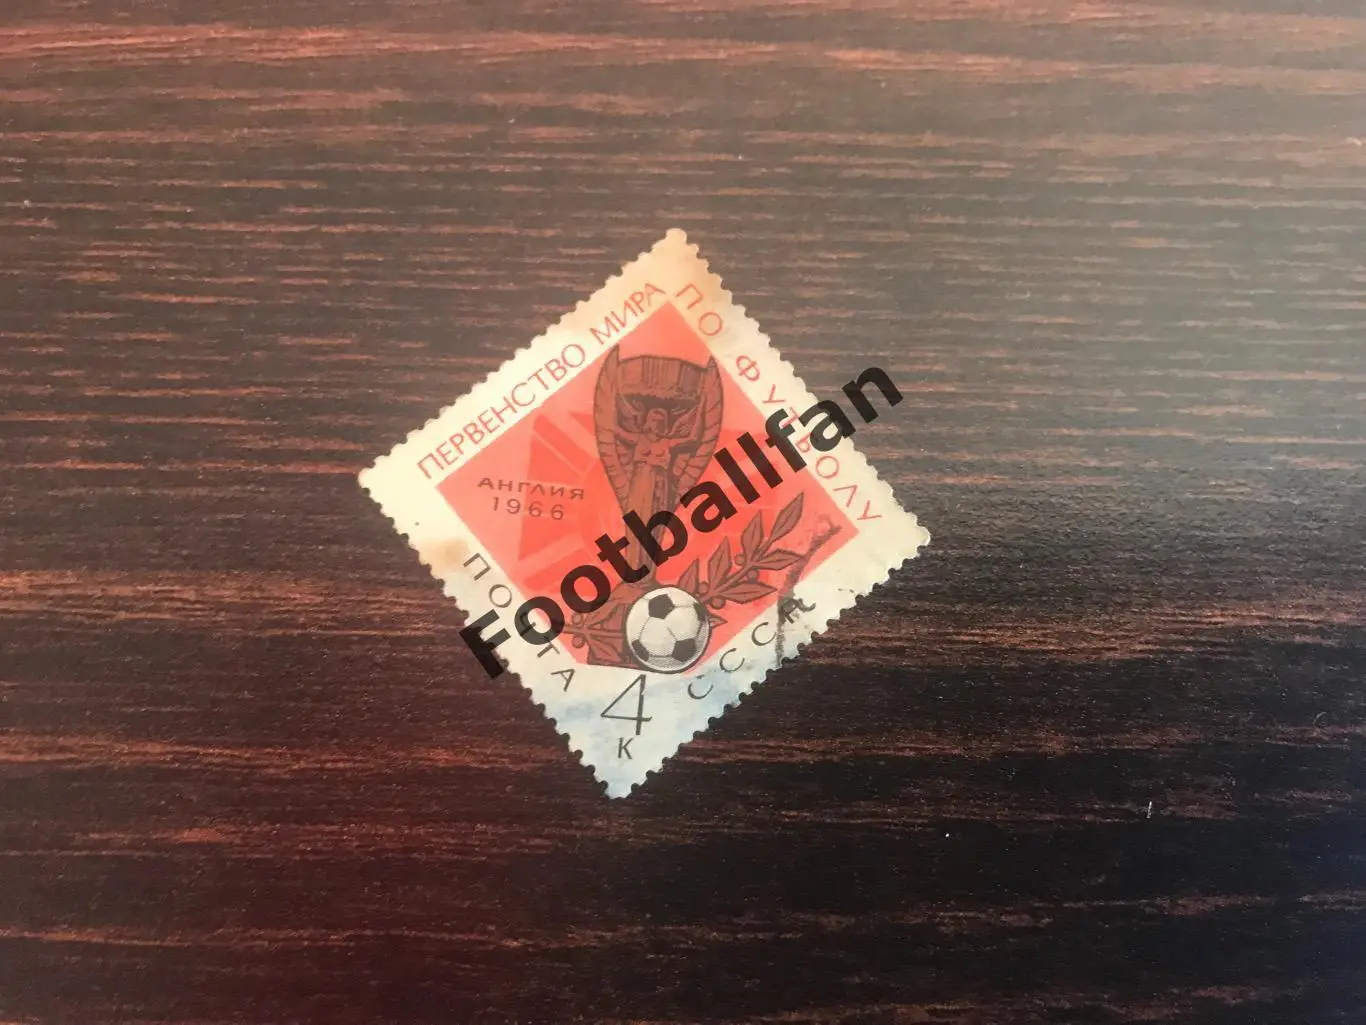 ПЕРВЕНСТВО МИРА
ПО ФУТБОЛУ
АНГЛИЯ
1966
ПОЧТА
СССР
4
К
Footballfan